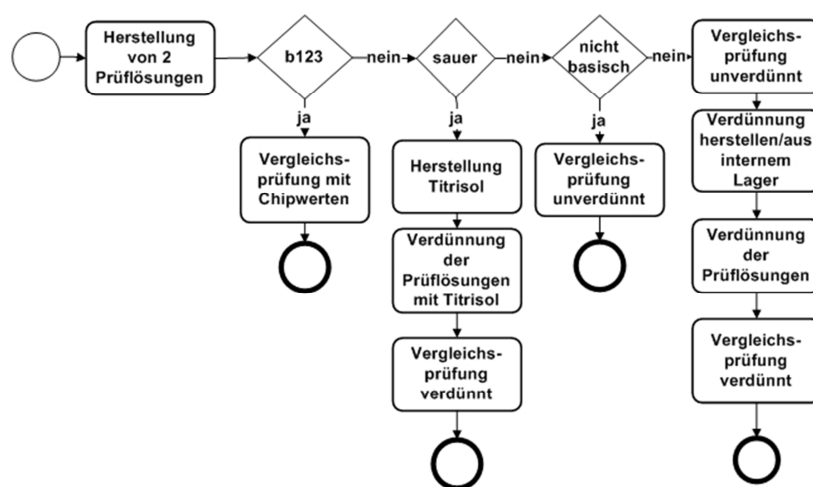 Herstellung
von 2
Prüflösungen
b123
nein
sauer
nein
nicht
basisch
nein
Vergleichs-
prüfung
unverdünnt
ja
Vergleichs-
prüfung mit
Chipwerten
ja
Herstellung
Titrisol
Verdünnung
der
Prüflösungen
mit Titrisol
Vergleichs-
prüfung
verdünnt
ja
Vergleichs-
prüfung
unverdünnt
Verdünnung
herstellen/aus
internem
Lager
Verdünnung
der
Prüflösungen
Vergleichs-
prüfung
verdünnt